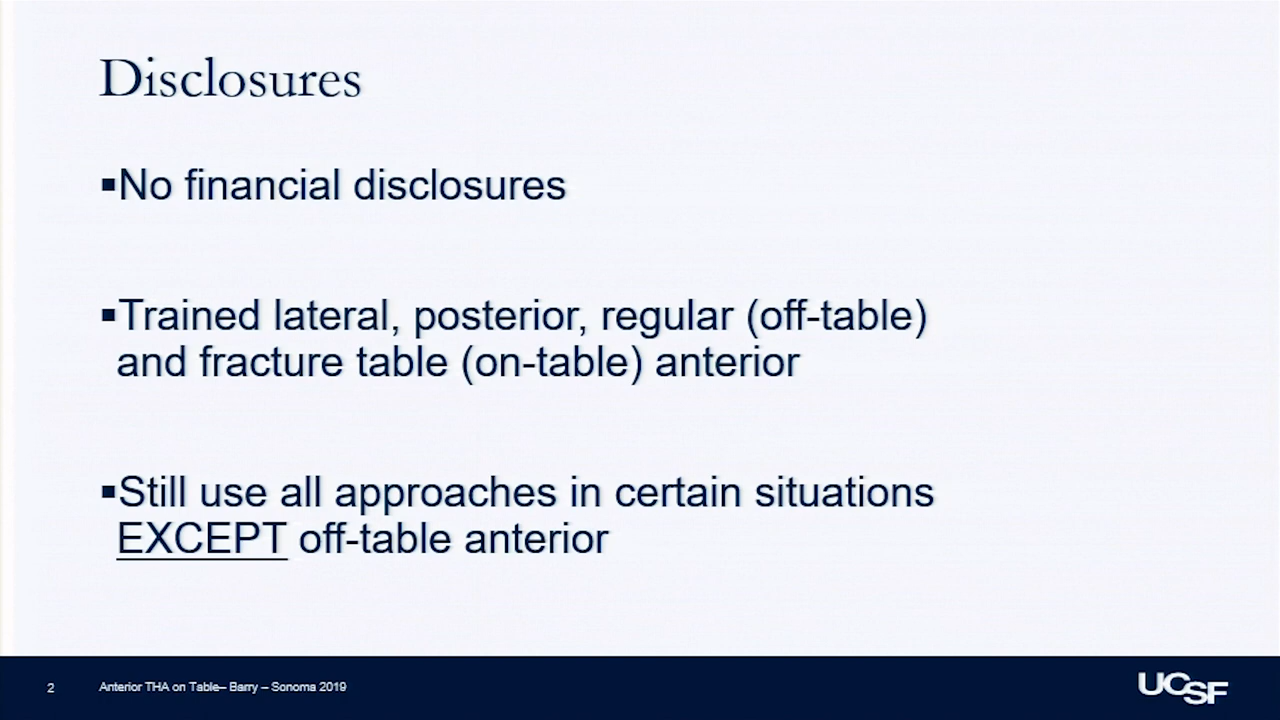 Disclosures
▪No financial disclosures
▪Trained lateral, posterior, regular (off-table)
and fracture table (on-table) anterior
▪Still use all approaches in certain situations
EXCEPT off-table anterior
2
Anterior THA on Table– Barry – Sonoma 2019
UCSF